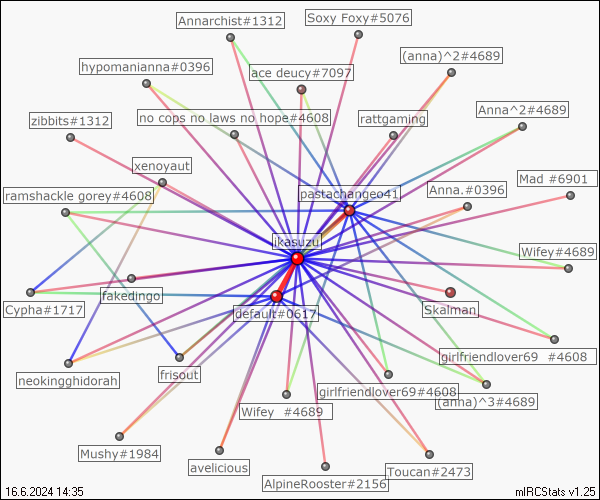 Annarchist#1312
Soxy Foxy#5076
(anna)^2#4689
hypomanianna#0396
ace deucy#7097
Anna^2#4689
zibbits#1312
no cops no laws no hope#4608
rattgaming
xenoyaut
Mad #6901
ramshackle gorey#4608
pastachangeo41
Anna.#0396
ikasuzu
Wifey#4689
Cypha#1717
fakedingo
default#0617
Skalman
girlfriendlover69 #4608
neokingghidorah
frisout
girlfriendlover69#4608
(anna)^3#4689
Wifey #4689
Mushy#1984
avelicious
AlpineRooster#2156
Toucan#2473
16.6.2024 14:35
mIRCStats v1.25